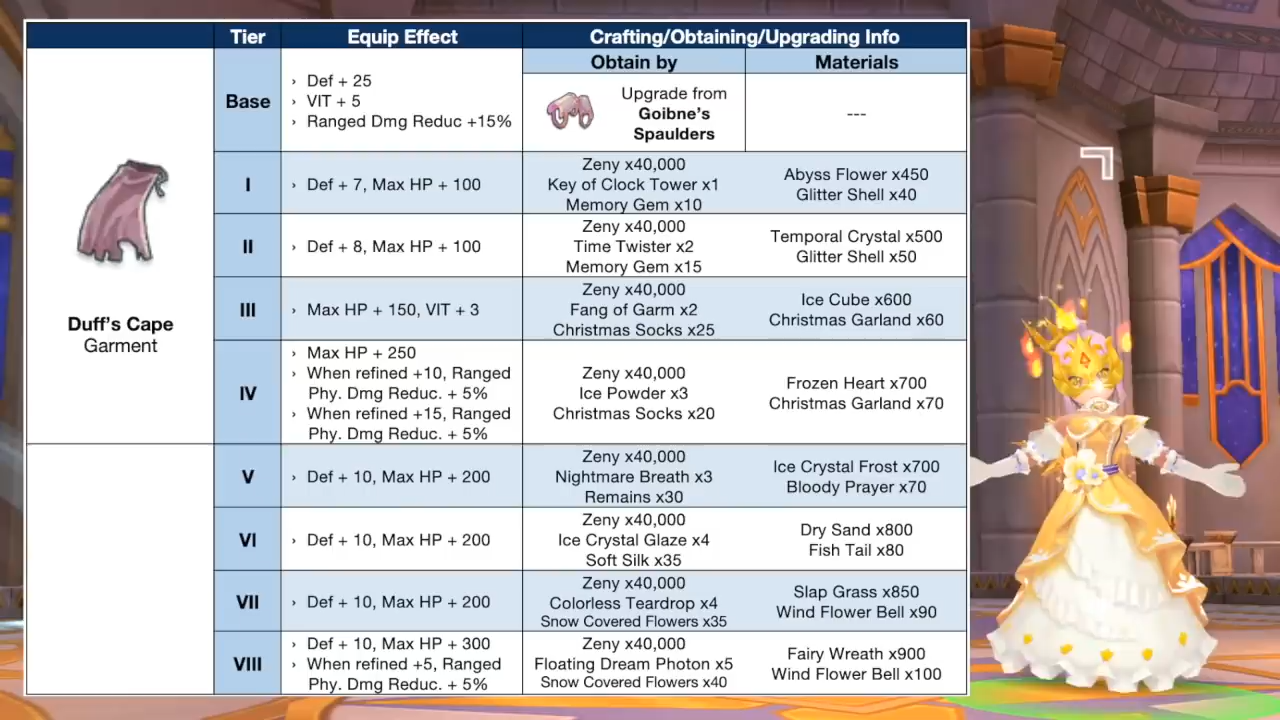 Tier
Equip Effect
Crafting/Obtaining/Upgrading Info
Obtain by
Materials
Duff's Cape
Garment
Base
› Def + 25
› VIT + 5
› Ranged Dmg Reduc +15%
Upgrade from
Goibne's
Spaulders
---
I
› Def + 7, Max HP + 100
Zeny x40,000
Key of Clock Tower x1
Memory Gem x10
Abyss Flower x450
Glitter Shell x40
II
› Def + 8, Max HP + 100
Zeny x40,000
Time Twister x2
Memory Gem x15
Temporal Crystal x500
Glitter Shell x50
III
› Max HP + 150, VIT + 3
Zeny x40,000
Fang of Garm x2
Christmas Socks x25
Ice Cube x600
Christmas Garland x60
IV
› Max HP + 250
› When refined +10, Ranged
Phy. Dmg Reduc. + 5%
› When refined +15, Ranged
Phy. Dmg Reduc. + 5%
Zeny x40,000
Ice Powder x3
Christmas Socks x20
Frozen Heart x700
Christmas Garland x70
V
› Def + 10, Max HP + 200
Zeny x40,000
Nightmare Breath x3
Remains x30
Ice Crystal Frost x700
Bloody Prayer x70
VI
› Def + 10, Max HP + 200
Zeny x40,000
Ice Crystal Glaze x4
Soft Silk x35
Dry Sand x800
Fish Tail x80
VII
› Def + 10, Max HP + 200
Zeny x40,000
Colorless Teardrop x4
Snow Covered Flowers x35
Slap Grass x850
Wind Flower Bell x90
VIII
› Def + 10, Max HP + 300
› When refined +5, Ranged
Phy. Dmg Reduc. + 5%
Zeny x40,000
Floating Dream Photon x5
Snow Covered Flowers x40
Fairy Wreath x900
Wind Flower Bell x100